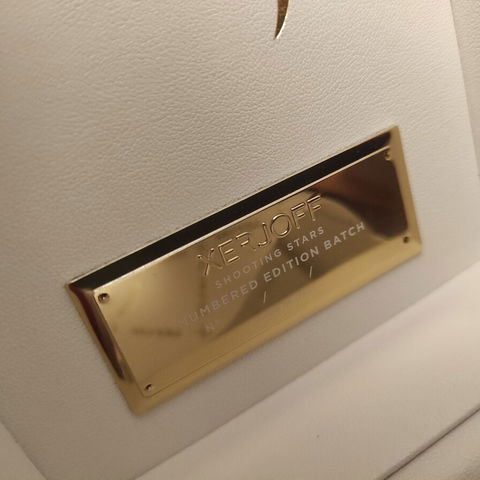 XERJOFF
SHOOTING STARS
NUMBERED EDITION BATCH
N° / /